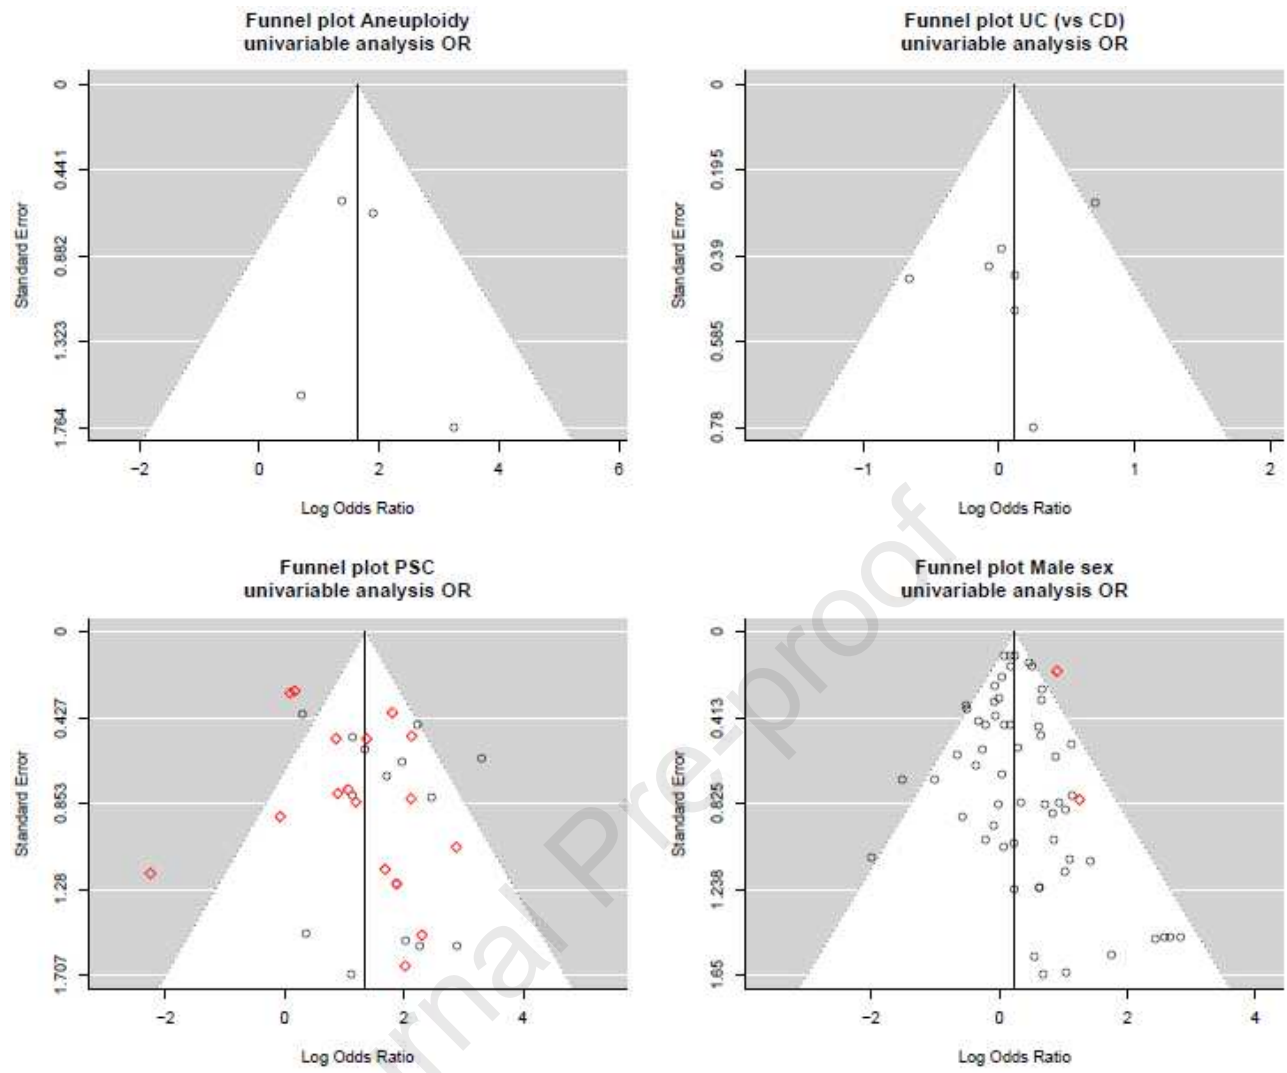 Funnel plot Aneuploidy
univariable analysis OR
Standard Error
0
0.441
0.882
1.323
1.764
−2
0
2
4
6
Log Odds Ratio
Funnel plot UC (vs CD)
univariable analysis OR
Standard Error
0
0.195
0.39
0.585
0.78
−1
0
1
2
Log Odds Ratio
Funnel plot PSC
univariable analysis OR
Standard Error
0
0.427
0.853
1.28
1.707
−2
0
2
4
Log Odds Ratio
Funnel plot Male sex
univariable analysis OR
Standard Error
0
0.413
0.825
1.238
1.65
−2
0
2
4
Log Odds Ratio
urnal Pre-proof